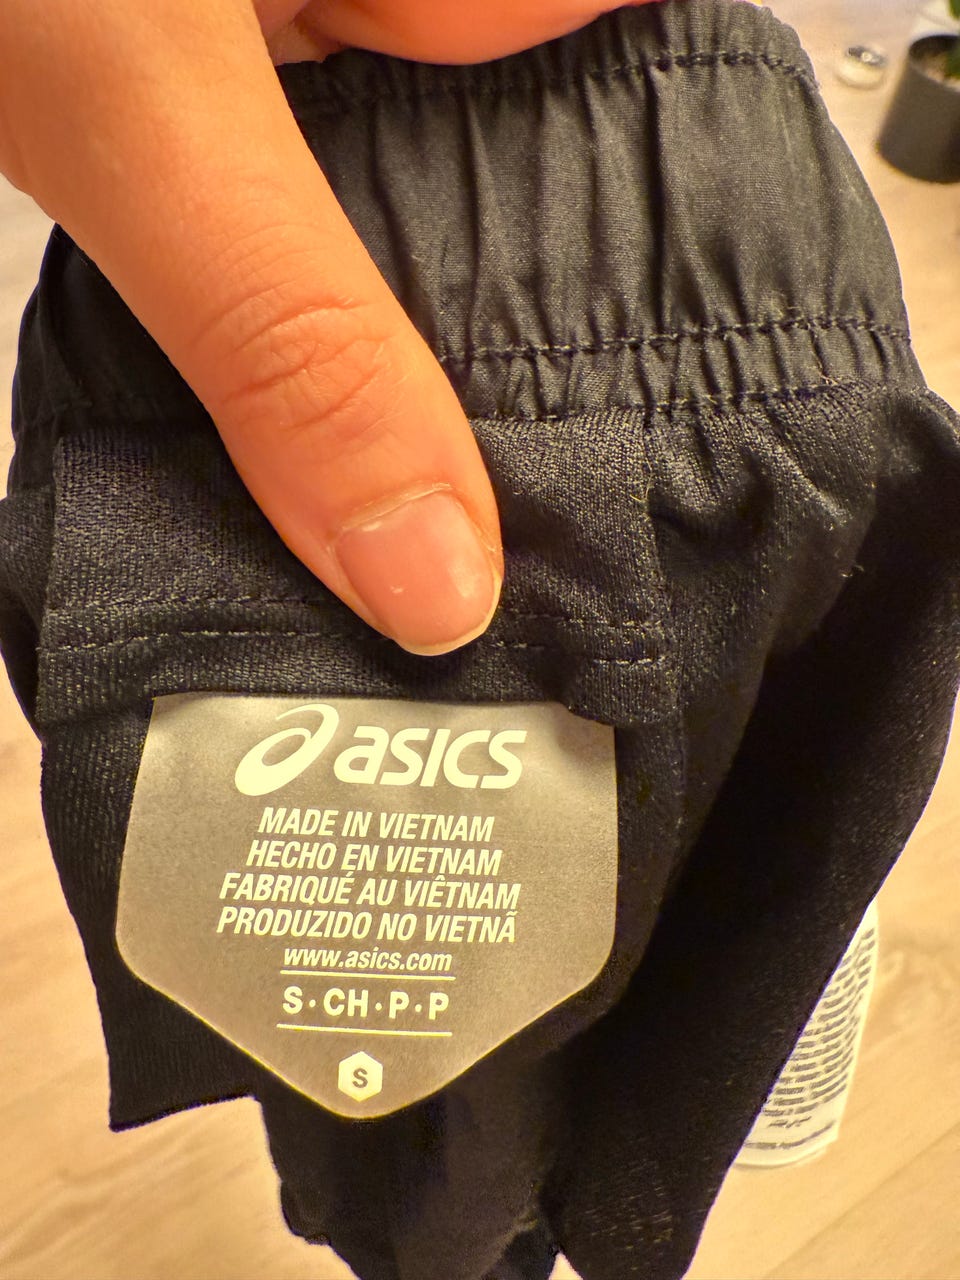 asics
MADE IN VIETNAM
HECHO EN VIETNAM
FABRIQUÉ AU VIÊTNAM
PRODUZIDO NO VIETNÃ
www.asics.com
S·CH·P·P
S